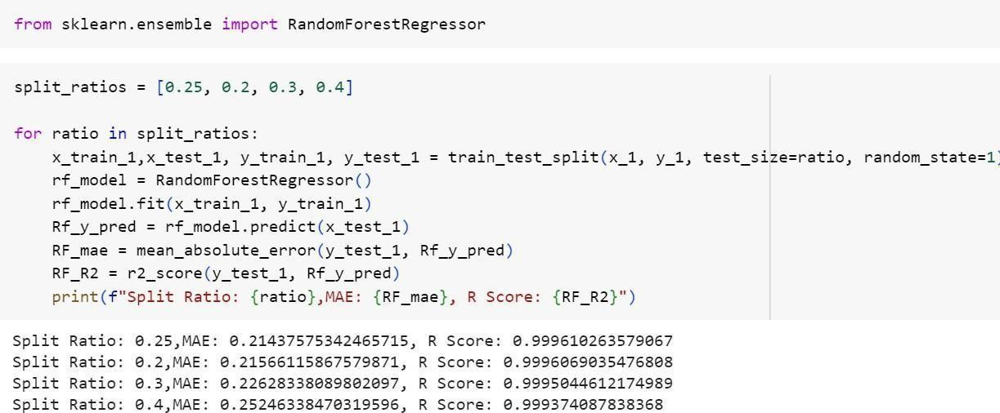 from sklearn.ensemble import RandomForestRegressor
split_ratios = [0.25, 0.2, 0.3, 0.4]
for ratio in split_ratios:
    x_train_1,x_test_1, y_train_1, y_test_1 = train_test_split(x_1, y_1, test_size=ratio, random_state=1)
    rf_model = RandomForestRegressor()
    rf_model.fit(x_train_1, y_train_1)
    Rf_y_pred = rf_model.predict(x_test_1)
    RF_mae = mean_absolute_error(y_test_1, Rf_y_pred)
    RF_R2 = r2_score(y_test_1, Rf_y_pred)
    print(f"Split Ratio: {ratio},MAE: {RF_mae}, R Score: {RF_R2}")
Split Ratio: 0.25,MAE: 0.21437575342465715, R Score: 0.999610263579067
Split Ratio: 0.2,MAE: 0.21566115867579871, R Score: 0.9996069035476808
Split Ratio: 0.3,MAE: 0.22628338089802097, R Score: 0.9995044612174989
Split Ratio: 0.4,MAE: 0.25246338470319596, R Score: 0.999374087838368